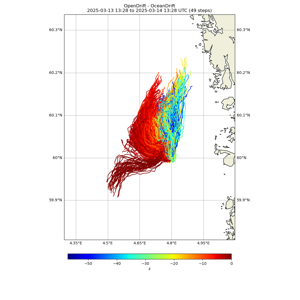 OpenDrift - OceanDrift
2025-03-13 13:28 to 2025-03-14 13:28 UTC (49 steps)
60.3°N
60.3°N
60.2°N
60.2°N
60.1°N
60.1°N
60°N
60°N
59.9°N
59.9°N
4.35°E
4.5°E
4.65°E
4.8°E
4.95°E
−50
−40
−30
−20
−10
0
z